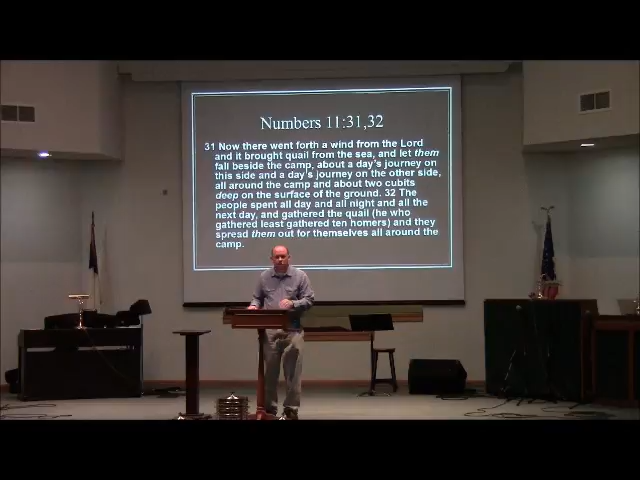 Numbers 11:31,32
31 Now there went forth a wind from the Lord
and it brought quail from the sea, and let them
fall beside the camp, about a day's journey on
this side and a day's journey on the other side,
all around the camp and about two cubits
deep on the surface of the ground. 32 The
people spent all day and all night and all the
next day, and gathered the quail (he who
gathered least gathered ten homers) and they
spread them out for themselves all around the
camp.